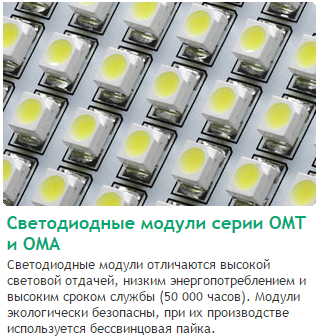 Светодиодные модули серии ОМТ
и ОМА
Светодиодные модули отличаются высокой
световой отдачей, низким энергопотреблением и
высоким сроком службы (50 000 часов). Модули
экологически безопасны, при их производстве
используется бессвинцовая пайка.